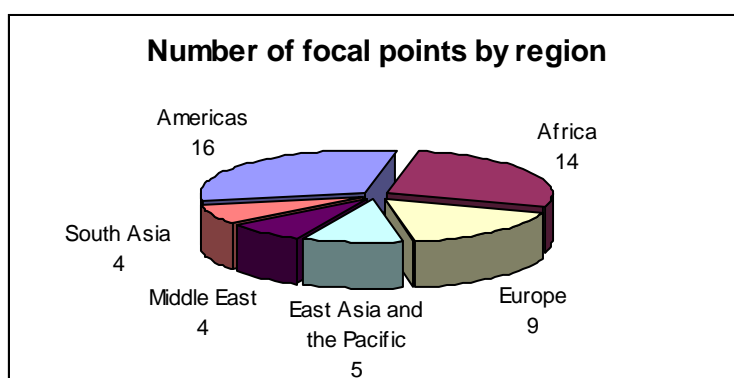 Number of focal points by region
Americas
16
Africa
14
South Asia
4
Middle East
4
East Asia and
the Pacific
5
Europe
9